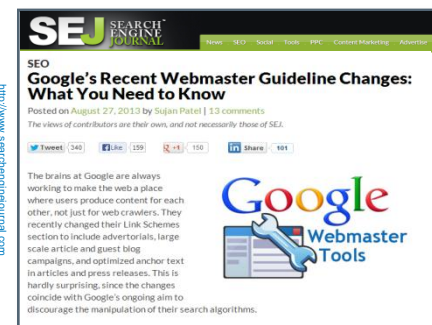 SEJ SEARCH ENGINE JOURNAL
News SEO Social Tools PPC Content Marketing Advertise
SEO
Google's Recent Webmaster Guideline Changes:
What You Need to Know
Posted on August 27, 2013 by Sujan Patel | 13 comments
The views of contributors are their own, and not necessarily those of SEJ.
Tweet 340 Like 159 +1 150 in Share 101
The brains at Google are always
working to make the web a place
where users produce content for each
other, not just for web crawlers. They
recently changed their Link Schemes
section to include advertorials, large
scale article and guest blog
campaigns, and optimized anchor text
in articles and press releases. This is
hardly surprising, since the changes
coincide with Google's ongoing aim to
discourage the manipulation of their search algorithms.
Google
Webmaster
Tools
http://www.searchenginejournal.com